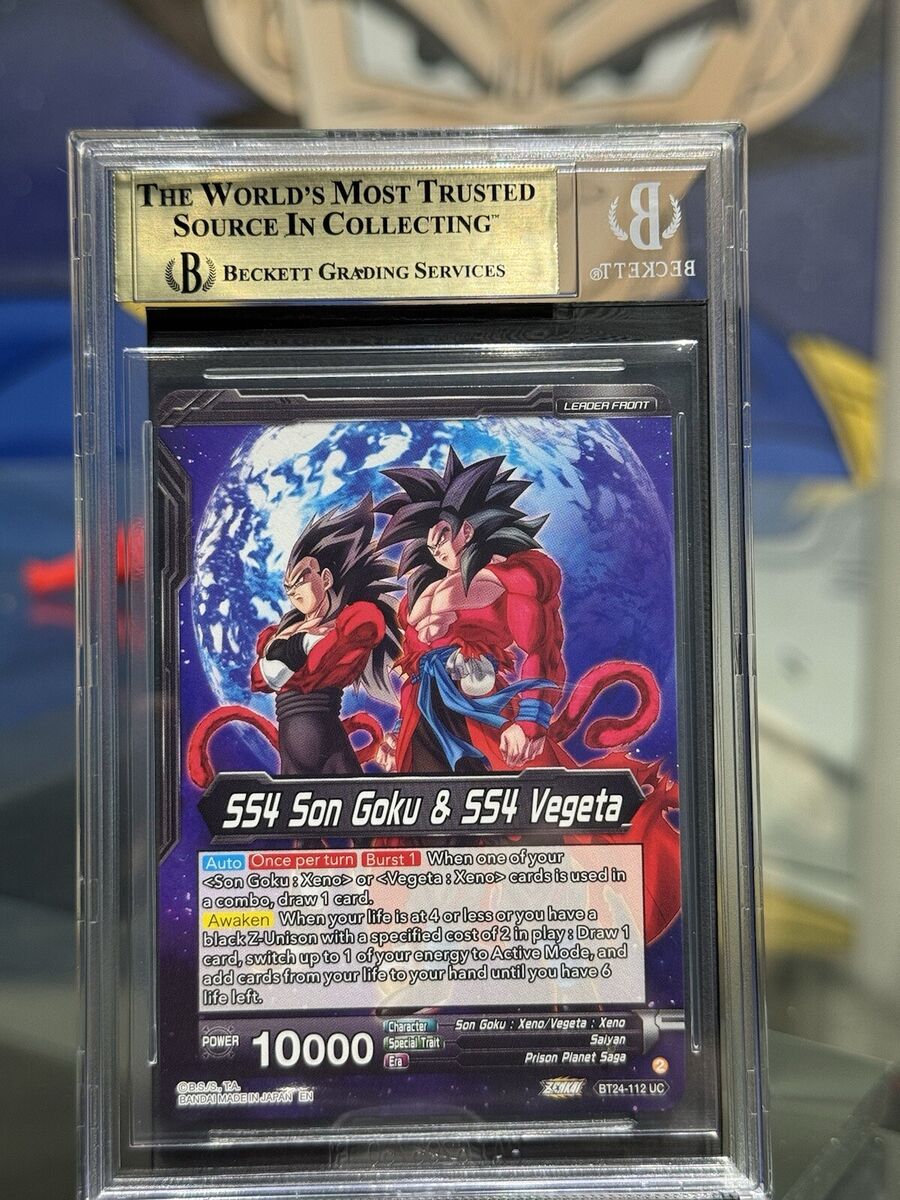 THE WORLD'S MOST TRUSTED
SOURCE IN COLLECTING™
B BECKETT GRADING SERVICES
B
BECKETT®
LEADER FRONT
SS4 Son Goku & SS4 Vegeta
Auto Once per turn Burst 1 When one of your
<Son Goku : Xeno> or <Vegeta : Xeno> cards is used in
a combo, draw 1 card.
Awaken When your life is at 4 or less or you have a
black Z-Unison with a specified cost of 2 in play : Draw 1
card, switch up to 1 of your energy to Active Mode, and
add cards from your life to your hand until you have 6
life left.
POWER 10000
Character Son Goku : Xeno/Vegeta : Xeno
Special Trait Saiyan
Era Prison Planet Saga
2
©B.S./S., T.A.
BANDAI MADE IN JAPAN EN
ZENKAI BT24-112 UC